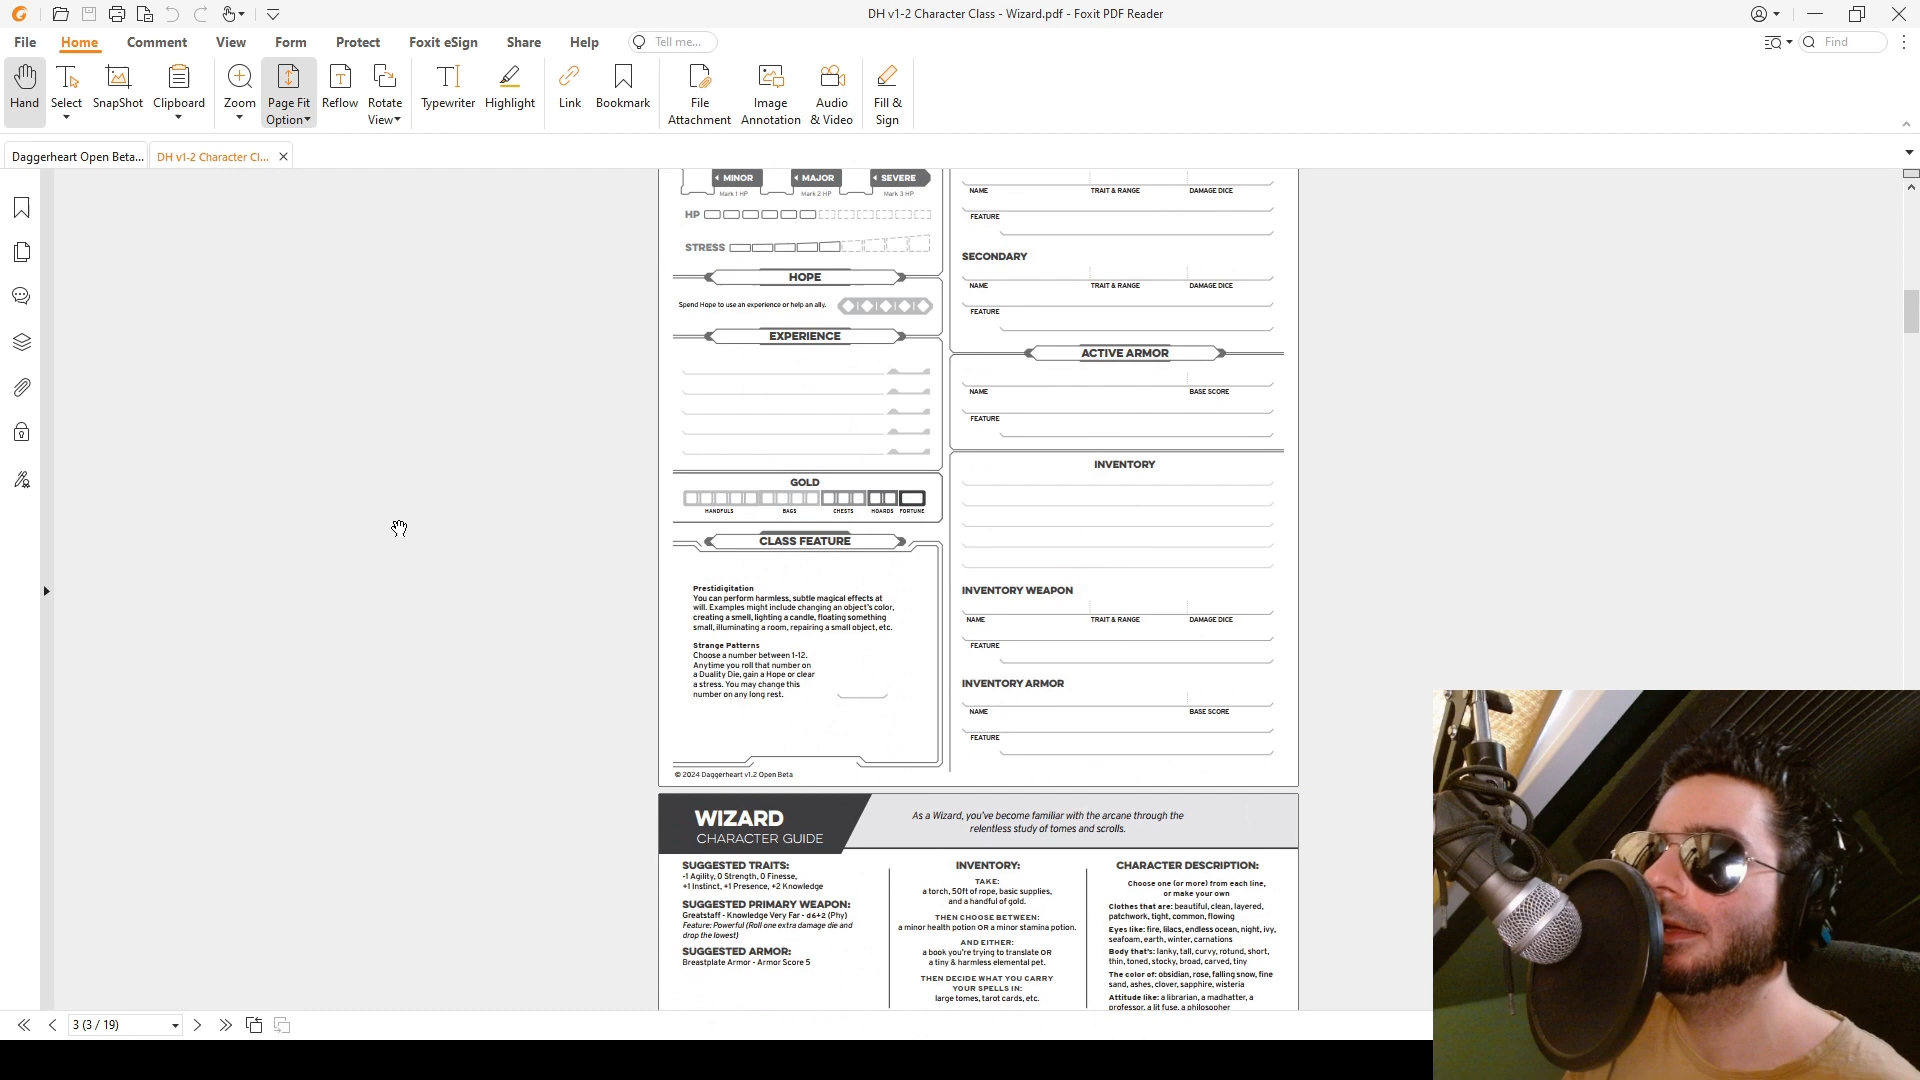 DH v1-2 Character Class - Wizard.pdf - Foxit PDF Reader
File Home Comment View Form Protect Foxit eSign Share Help Tell me... Find
Hand Select SnapShot Clipboard Zoom Page Fit Option Reflow Rotate View Typewriter Highlight Link Bookmark File Attachment Image Annotation Audio & Video Fill & Sign
Daggerheart Open Beta... DH v1-2 Character Cl...
MINOR MAJOR SEVERE
Mark 1 HP Mark 2 HP Mark 3 HP
HP
STRESS
HOPE
Spend Hope to use an experience or help an ally.
EXPERIENCE
GOLD
HANDFULS BAGS CHESTS HOARDS FORTUNE
CLASS FEATURE
Prestidigitation
You can perform harmless, subtle magical effects at
will. Examples might include changing an object's color,
creating a smell, lighting a candle, floating something
small, illuminating a room, repairing a small object, etc.
Strange Patterns
Choose a number between 1-12.
Anytime you roll that number on
a Duality Die, gain a Hope or clear
a stress. You may change this
number on any long rest.
© 2024 Daggerheart v1.2 Open Beta
NAME TRAIT & RANGE DAMAGE DICE
FEATURE
SECONDARY
NAME TRAIT & RANGE DAMAGE DICE
FEATURE
ACTIVE ARMOR
NAME BASE SCORE
FEATURE
INVENTORY
INVENTORY WEAPON
NAME TRAIT & RANGE DAMAGE DICE
FEATURE
INVENTORY ARMOR
NAME BASE SCORE
FEATURE
WIZARD
CHARACTER GUIDE
As a Wizard, you've become familiar with the arcane through the
relentless study of tomes and scrolls.
SUGGESTED TRAITS:
-1 Agility, 0 Strength, 0 Finesse,
+1 Instinct, +1 Presence, +2 Knowledge
SUGGESTED PRIMARY WEAPON:
Greatstaff - Knowledge Very Far - d6+2 (Phy)
Feature: Powerful (Roll one extra damage die and
drop the lowest)
SUGGESTED ARMOR:
Breastplate Armor - Armor Score 5
INVENTORY:
TAKE:
a torch, 50ft of rope, basic supplies,
and a handful of gold.
THEN CHOOSE BETWEEN:
a minor health potion OR a minor stamina potion.
AND EITHER:
a book you're trying to translate OR
a tiny & harmless elemental pet.
THEN DECIDE WHAT YOU CARRY
YOUR SPELLS IN:
large tomes, tarot cards, etc.
CHARACTER DESCRIPTION:
Choose one (or more) from each line,
or make your own
Clothes that are: beautiful, clean, layered,
patchwork, tight, common, flowing
Eyes like: fire, lilacs, endless ocean, night, ivy,
seafoam, earth, winter, carnations
Body that's: lanky, tall, curvy, rotund, short,
thin, toned, stocky, broad, carved, tiny
The color of: obsidian, rose, falling snow, fine
sand, ashes, clover, sapphire, wisteria
Attitude like: a librarian, a madhatter, a
professor, a lit fuse, a philosopher
3 (3 / 19)